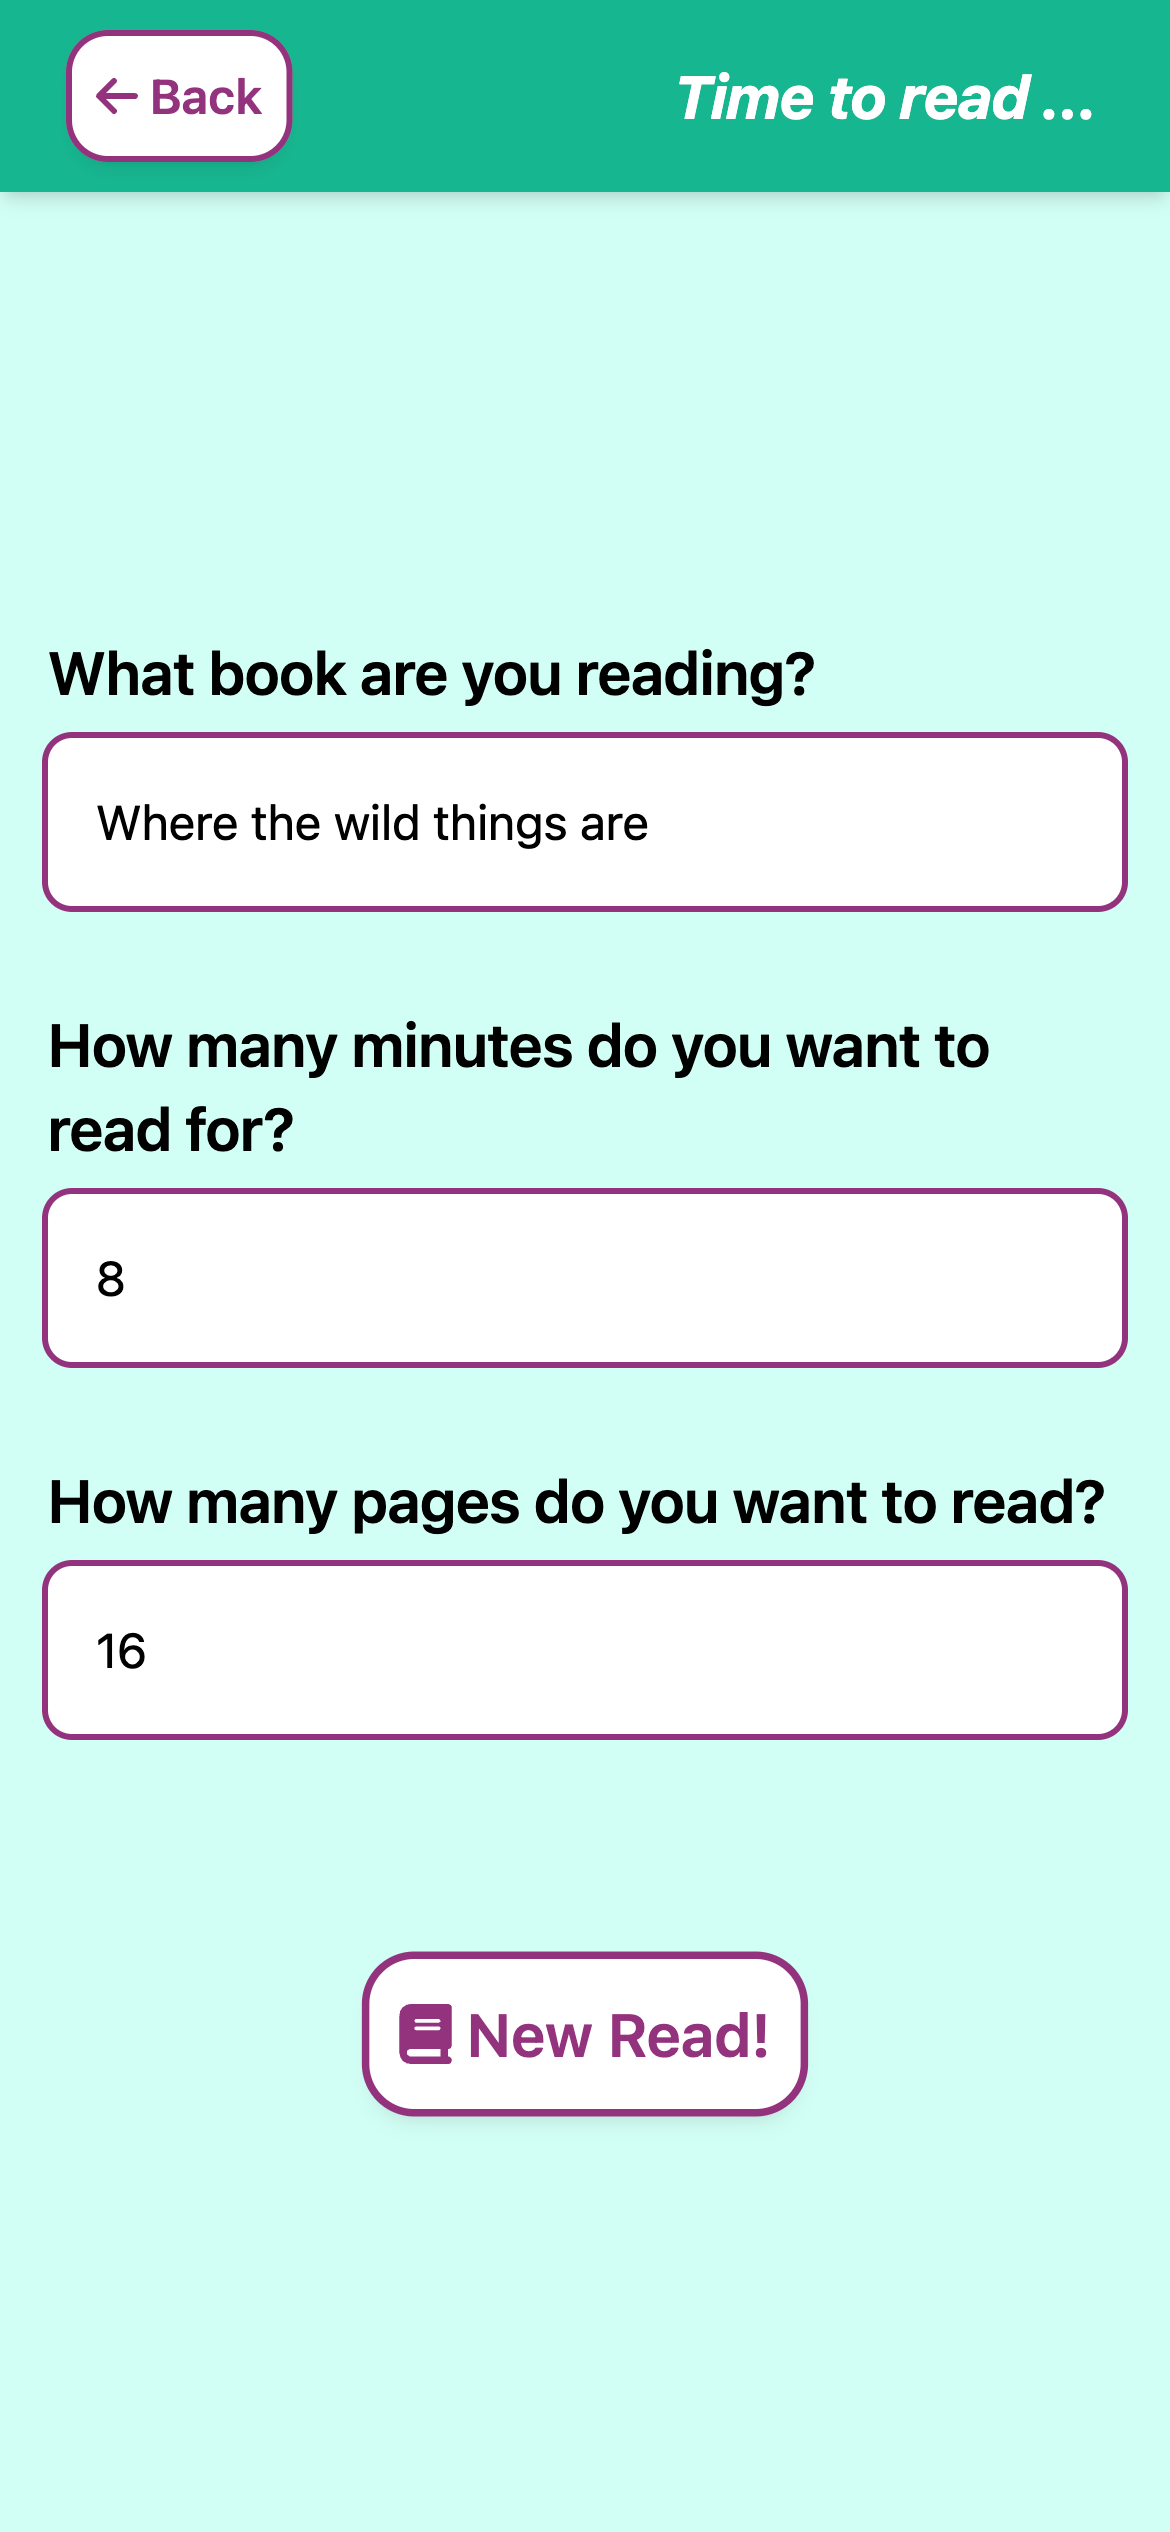 Back
Time to read ...
What book are you reading?
Where the wild things are
How many minutes do you want to
read for?
8
How many pages do you want to read?
16
New Read!